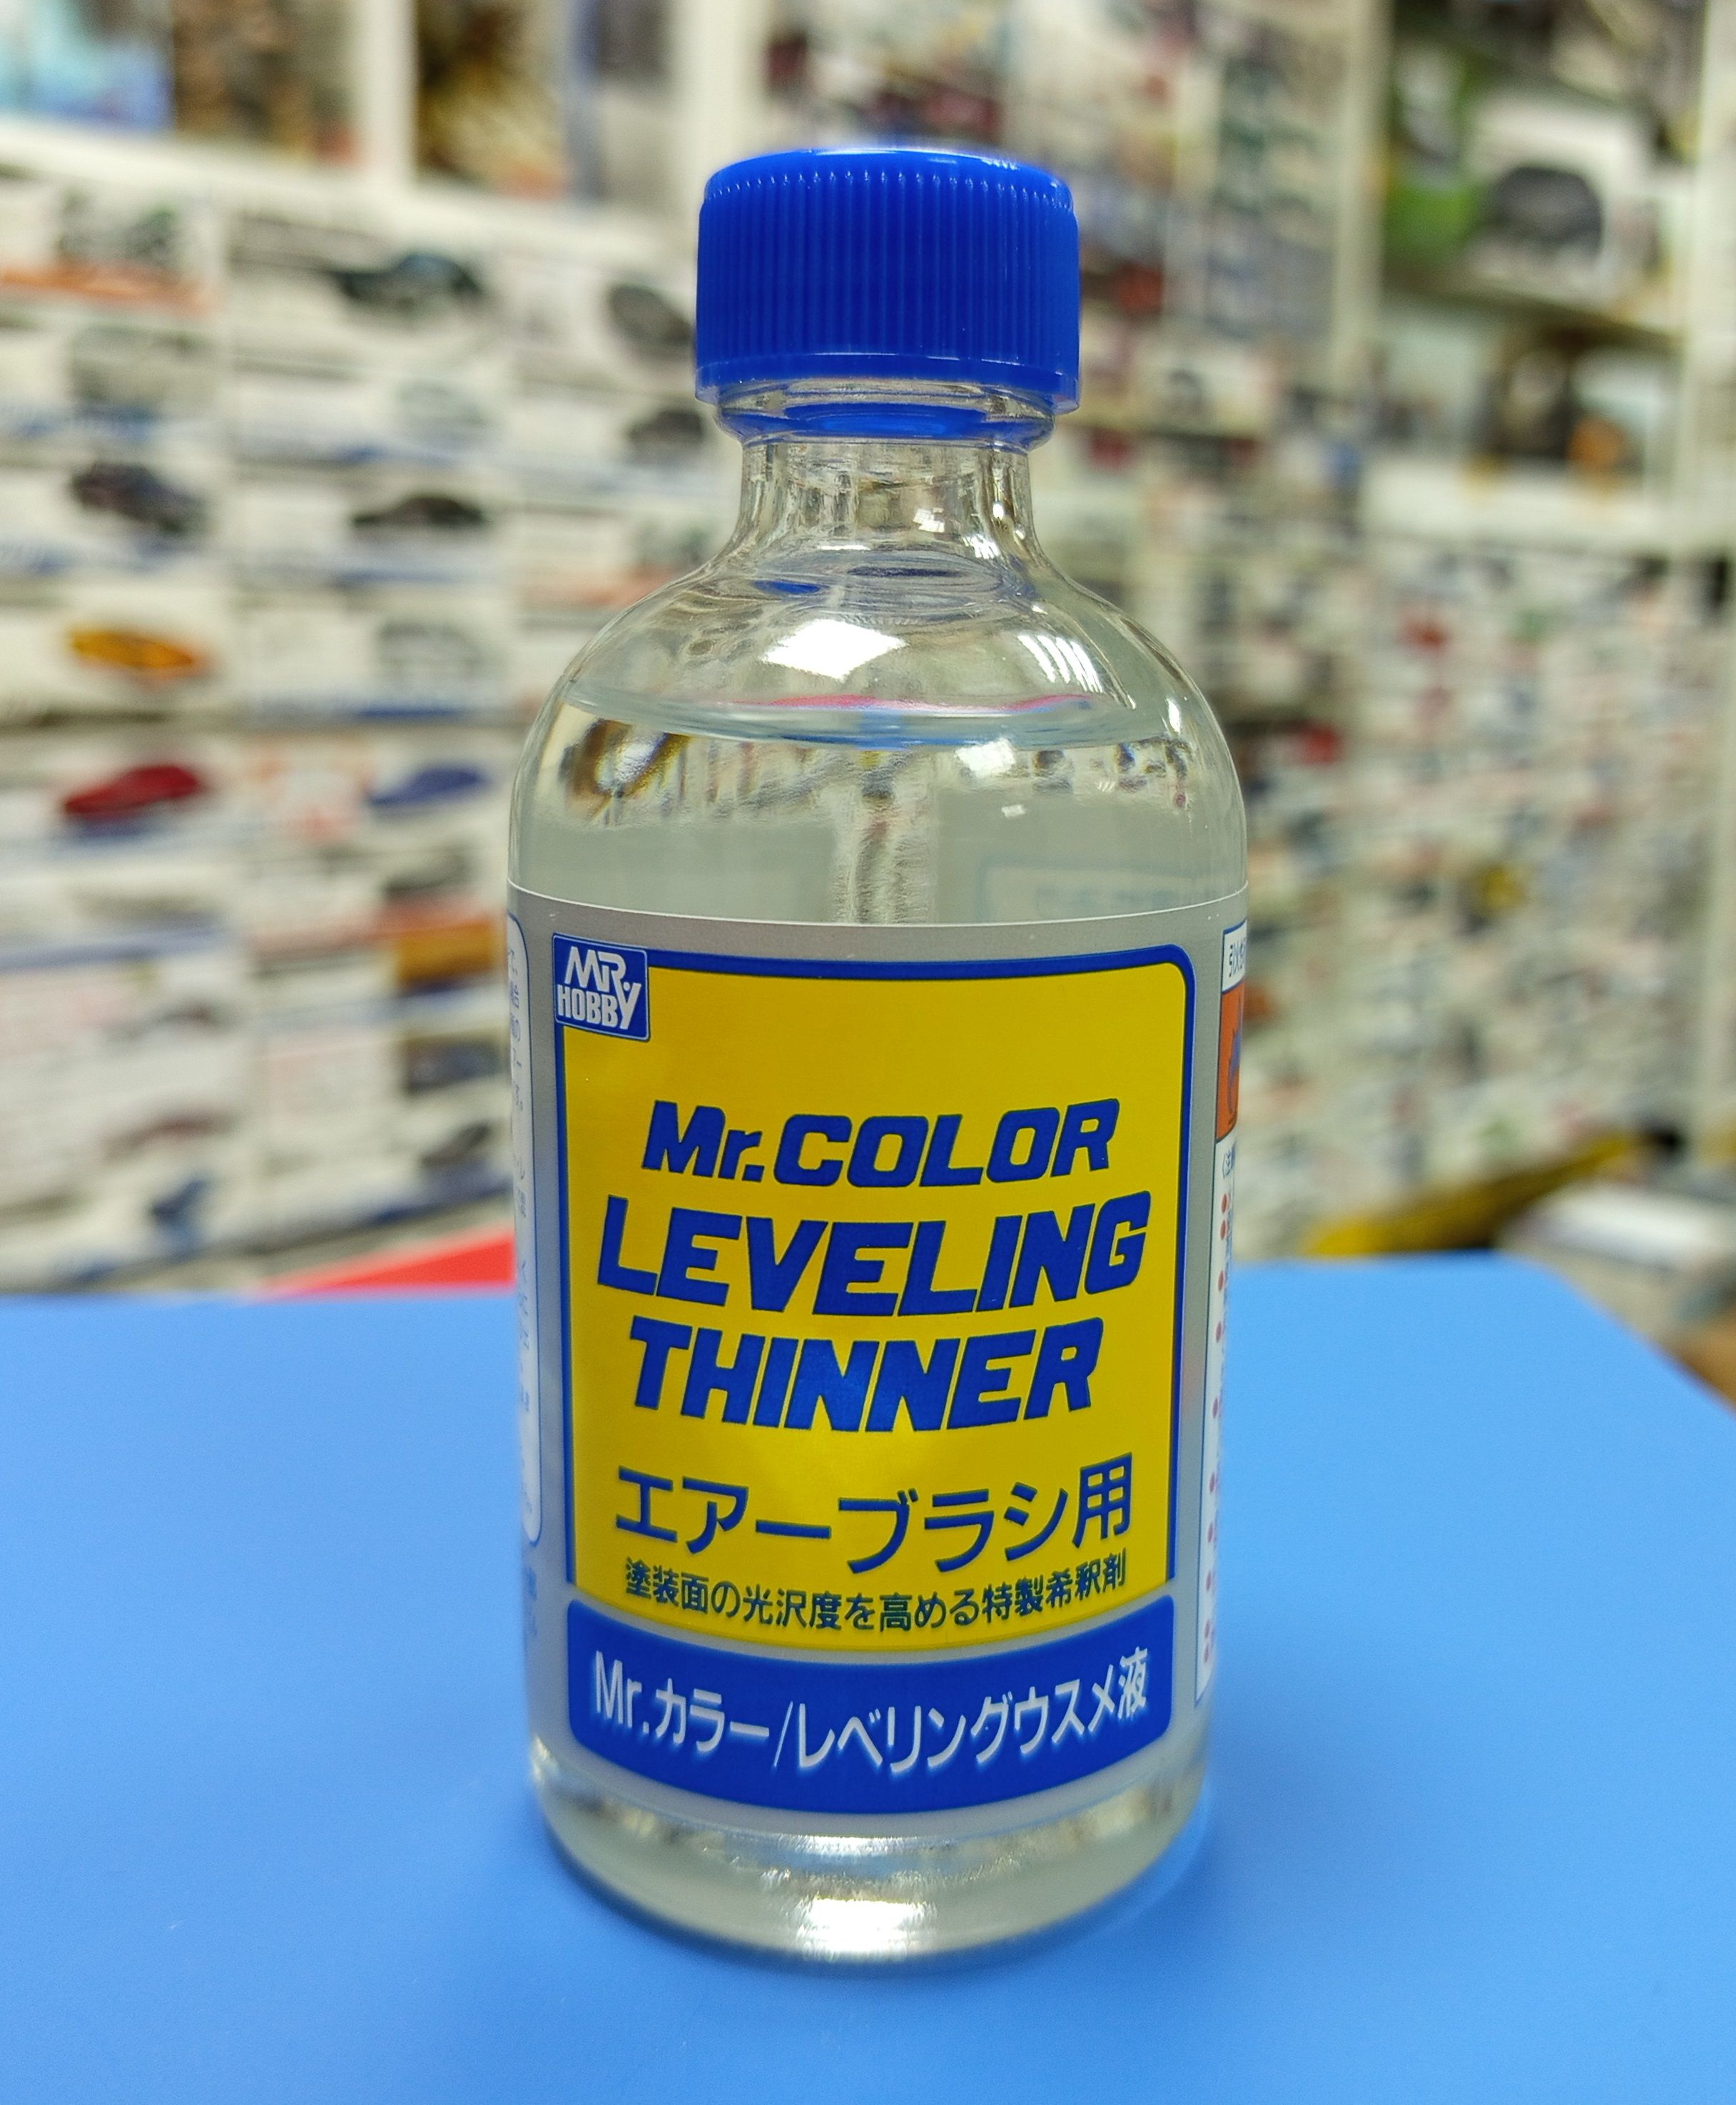 MR.
HOBBY
Mr.COLOR
LEVELING
THINNER
エアーブラシ用
塗装面の光沢度を高める特製希釈剤
Mr.カラー/レベリングウスメ液